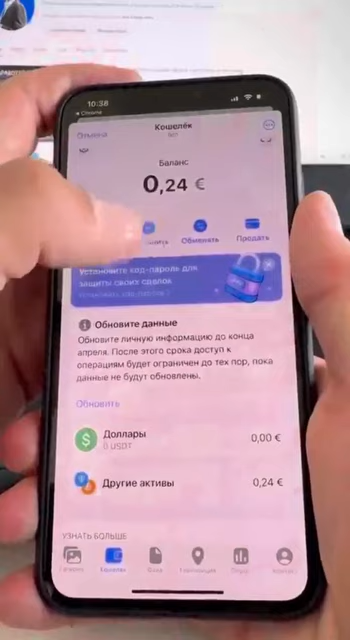 10:38
Отмена
Кошелёк
бот
Баланс
0,24 €
Обменять
Продать
Установите код-пароль для
защиты своих сделок
Обновите данные
Обновите личную информацию до конца
апреля. После этого срока доступ к
операциям будет ограничен до тех пор, пока
данные не будут обновлены.
Обновить
Доллары
0 USDT
0,00 €
Другие активы
0,24 €
УЗНАТЬ БОЛЬШЕ
Кошелёк